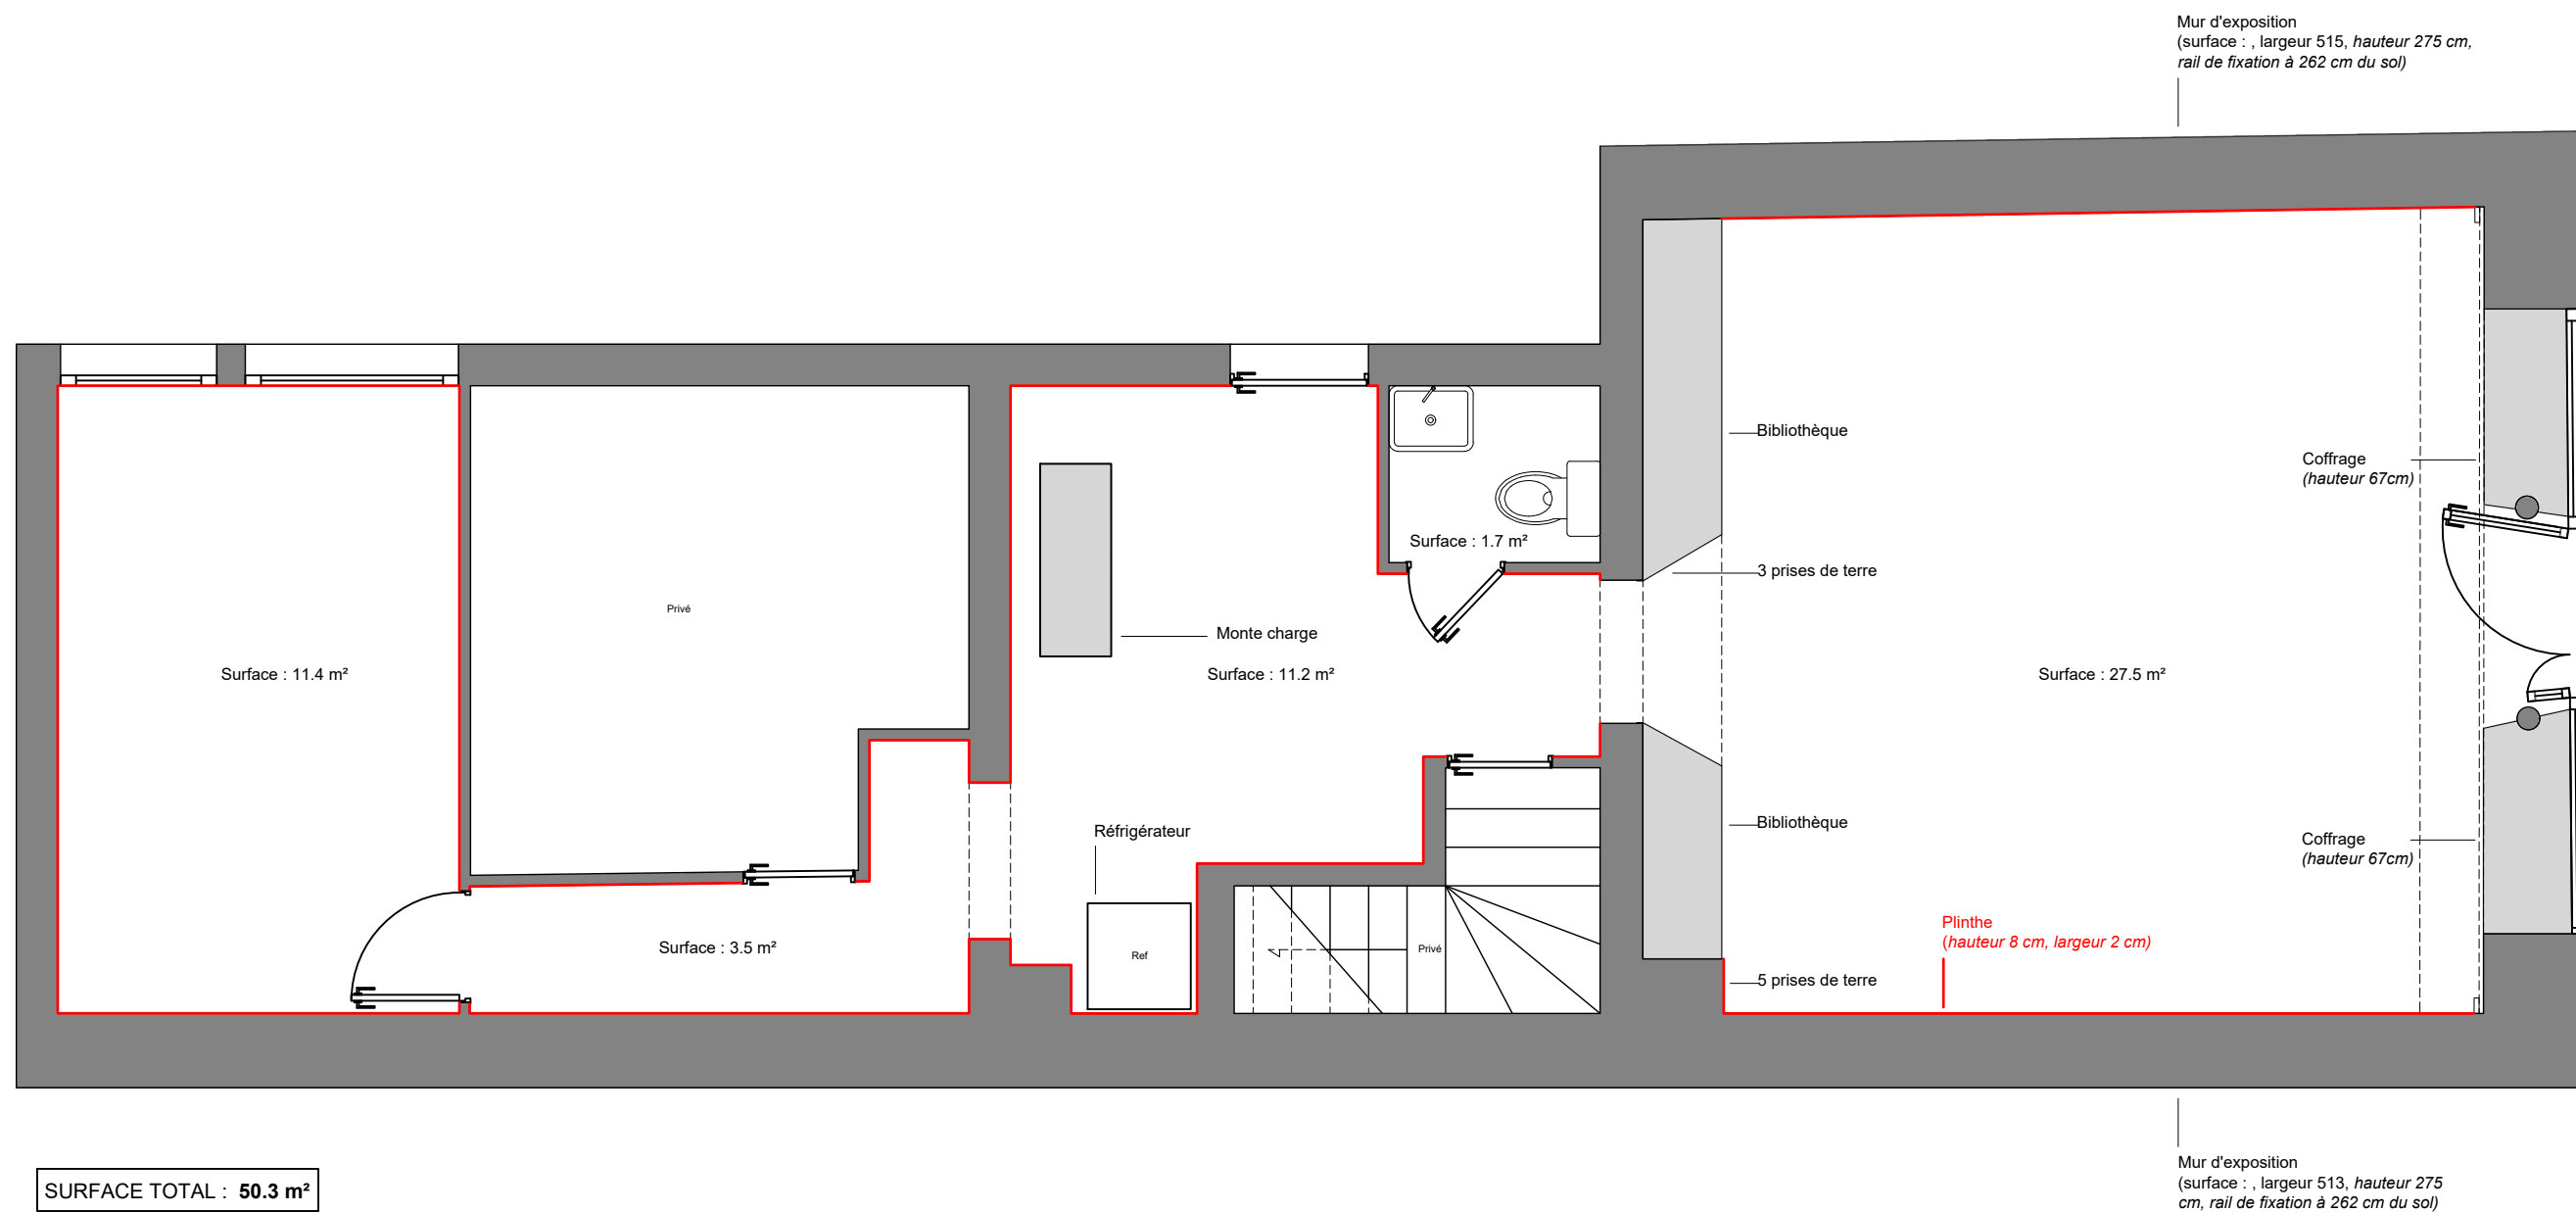 Mur d'exposition
(surface : , largeur 515, hauteur 275 cm,
rail de fixation à 262 cm du sol)
Bibliothèque
Coffrage
(hauteur 67cm)
Surface : 1.7 m²
3 prises de terre
Privé
Monte charge
Surface : 11.4 m²
Surface : 11.2 m²
Surface : 27.5 m²
Réfrigérateur
Bibliothèque
Coffrage
(hauteur 67cm)
Plinthe
(hauteur 8 cm, largeur 2 cm)
Surface : 3.5 m²
Ref
Privé
5 prises de terre
Mur d'exposition
(surface : , largeur 513, hauteur 275
cm, rail de fixation à 262 cm du sol)
SURFACE TOTAL : 50.3 m²